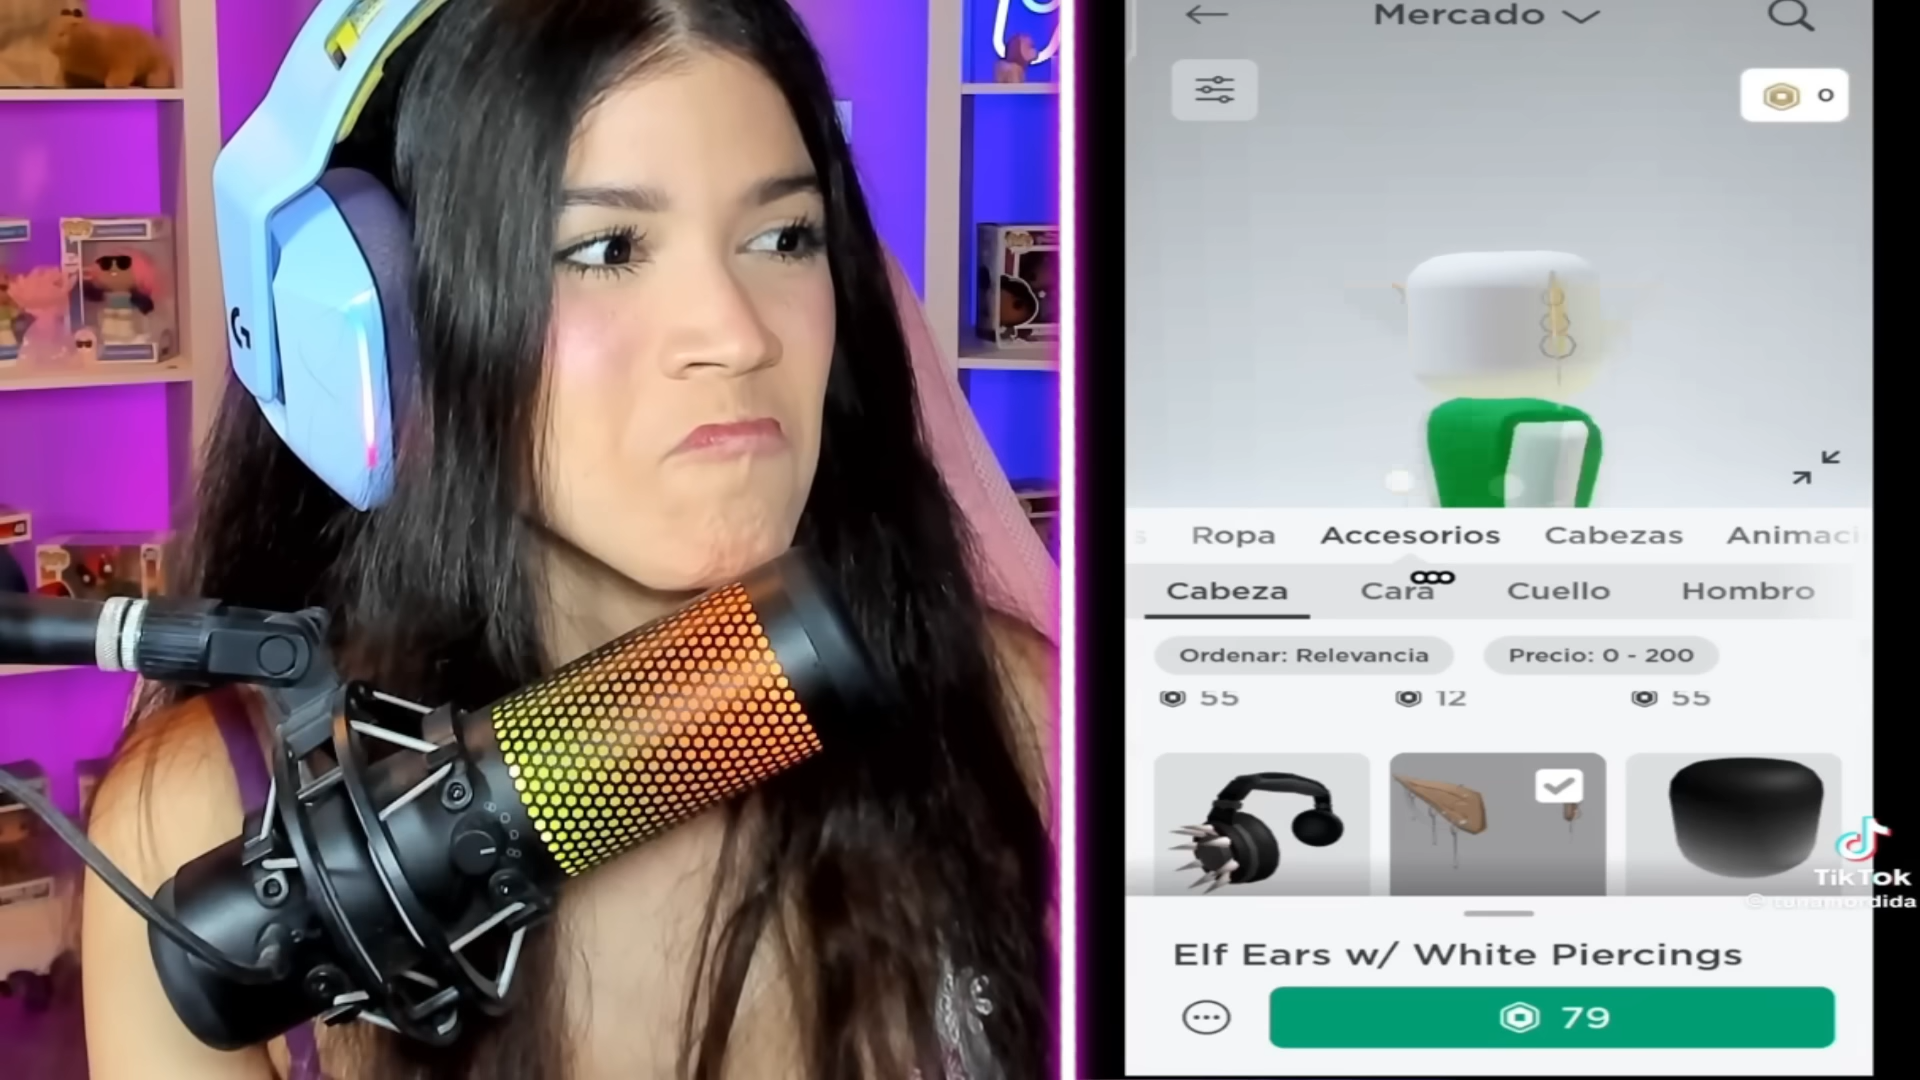 Mercado
0
Ropa Accesorios Cabezas Animaci
Cabeza Cara Cuello Hombro
Ordenar: Relevancia Precio: 0 - 200
55 12 55
TikTok
Elf Ears w/ White Piercings
79
G